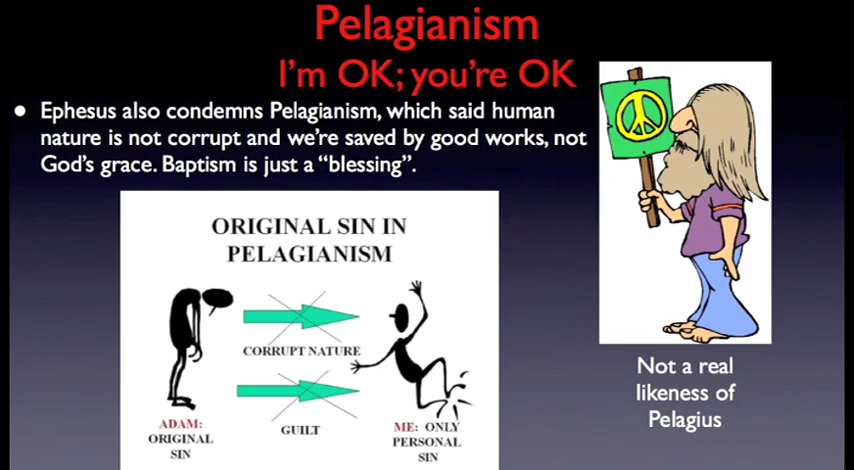 Pelagianism
I'm OK; you're OK
• Ephesus also condemns Pelagianism, which said human
nature is not corrupt and we're saved by good works, not
God's grace. Baptism is just a "blessing".
ORIGINAL SIN IN
PELAGIANISM
CORRUPT NATURE
GUILT
ADAM:
ORIGINAL
SIN
ME: ONLY
PERSONAL
SIN
Not a real
likeness of
Pelagius